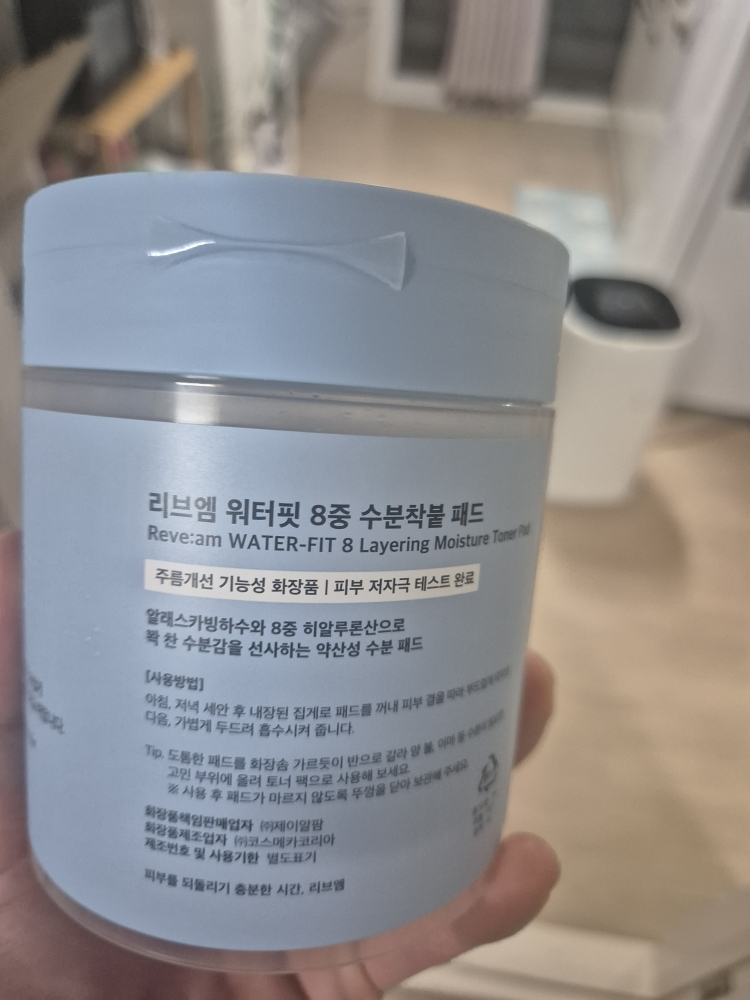 리브엠 워터핏 8중 수분착붙 패드
Reve:am WATER-FIT 8 Layering Moisture Toner Pad
주름개선 기능성 화장품 | 피부 저자극 테스트 완료
알래스카빙하수와 8중 히알루론산으로
꽉 찬 수분감을 선사하는 약산성 수분 패드
[사용방법]
아침, 저녁 세안 후 내장된 집게로 패드를 꺼내 피부 결을 따라 부드럽게
다음, 가볍게 두드려 흡수시켜 줍니다.
Tip. 도톰한 패드를 화장솜 가르듯이 반으로 갈라 양 볼, 이마 등 수분이
고민 부위에 올려 토너 팩으로 사용해 보세요.
※ 사용 후 패드가 마르지 않도록 뚜껑을 닫아 보관해 주세요.
화장품책임판매업자 ㈜제이알팜
화장품제조업자 ㈜코스메카코리아
제조번호 및 사용기한 별도표기
피부를 되돌리기 충분한 시간, 리브엠